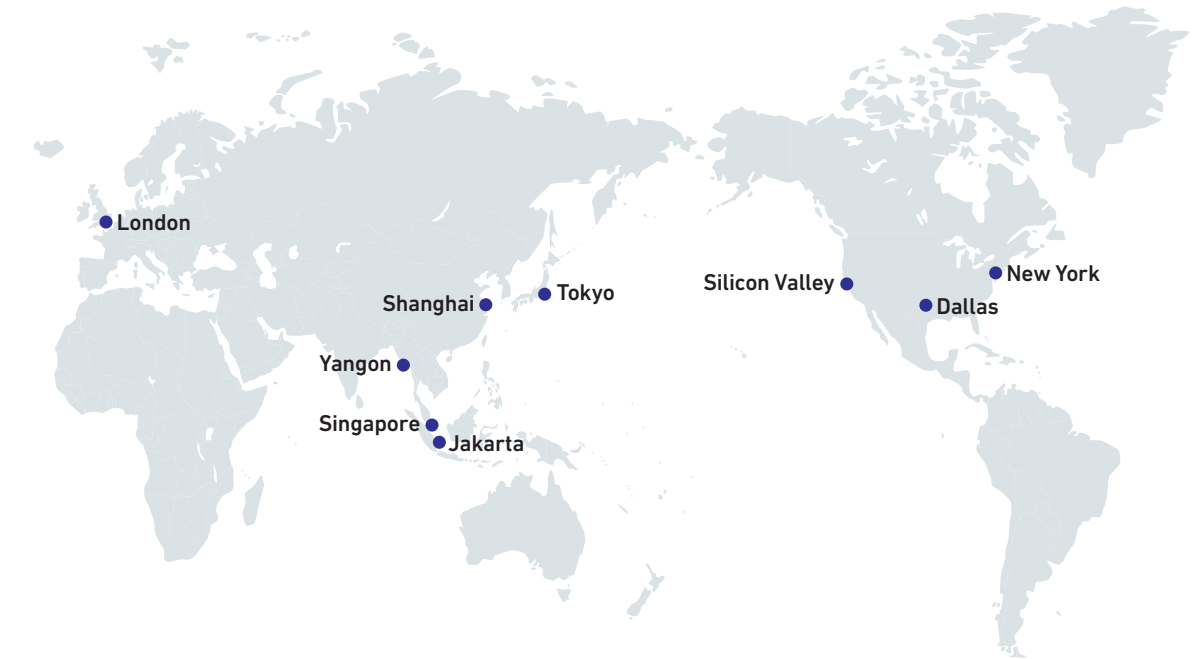 London
Silicon Valley
New York
Shanghai
Tokyo
Dallas
Yangon
Singapore
Jakarta